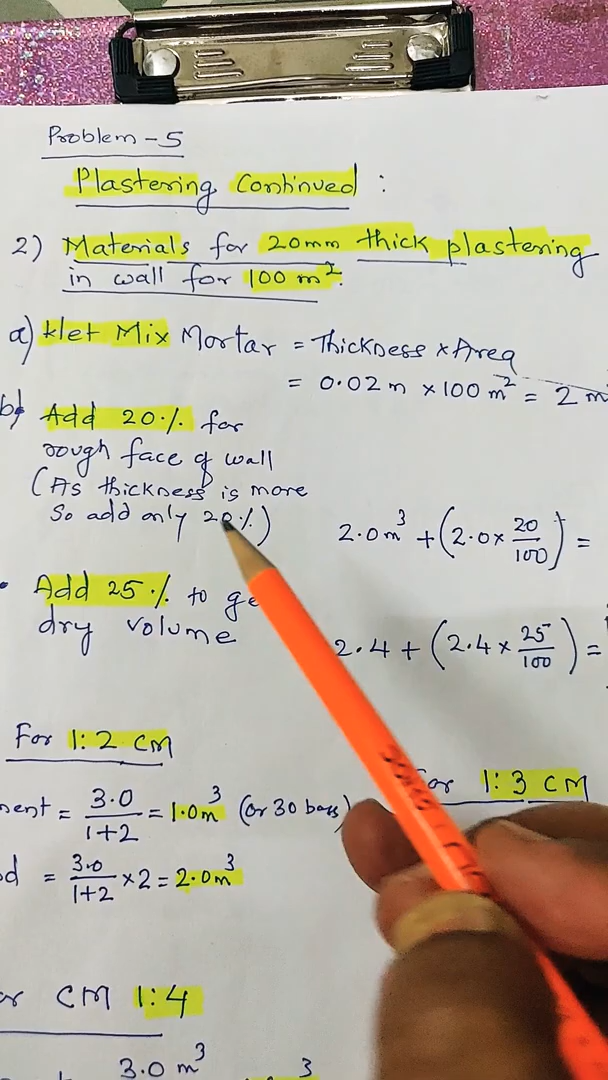 Problem - 5
Plastering Continued :
2) Materials for 20mm thick plastering
in wall for 100 m².
a) Wet Mix Mortar = Thickness × Area
= 0.02 m × 100 m² = 2 m
b) Add 20% for
rough face of wall
(As thickness is more
So add only 20%)
2.0m³ + (2.0 × 20/100) =
• Add 25% to ge
dry volume
2.4 + (2.4 × 25/100) =
For 1:2 CM
ment = 3.0/1+2 = 1.0m³ (or 30 bags)
For 1:3 CM
d = 3.0/1+2 × 2 = 2.0m³
or CM 1:4
3.0 m³